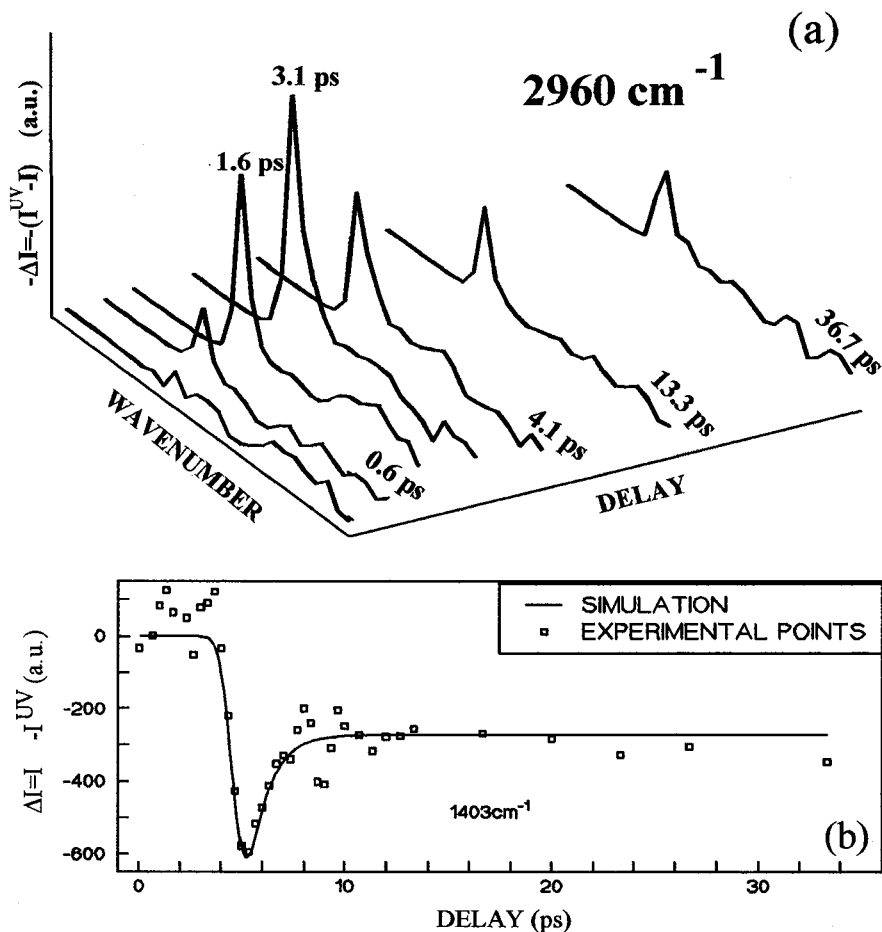 (a)
2960 cm⁻¹
-ΔI=-(I^UV-I) (a.u.)
3.1 ps
1.6 ps
36.7 ps
13.3 ps
4.1 ps
0.6 ps
WAVENUMBER
DELAY
SIMULATION
EXPERIMENTAL POINTS
ΔI=I -I^UV (a.u.)
0
-200
-400
-600
1403cm⁻¹
(b)
0
10
20
30
DELAY (ps)